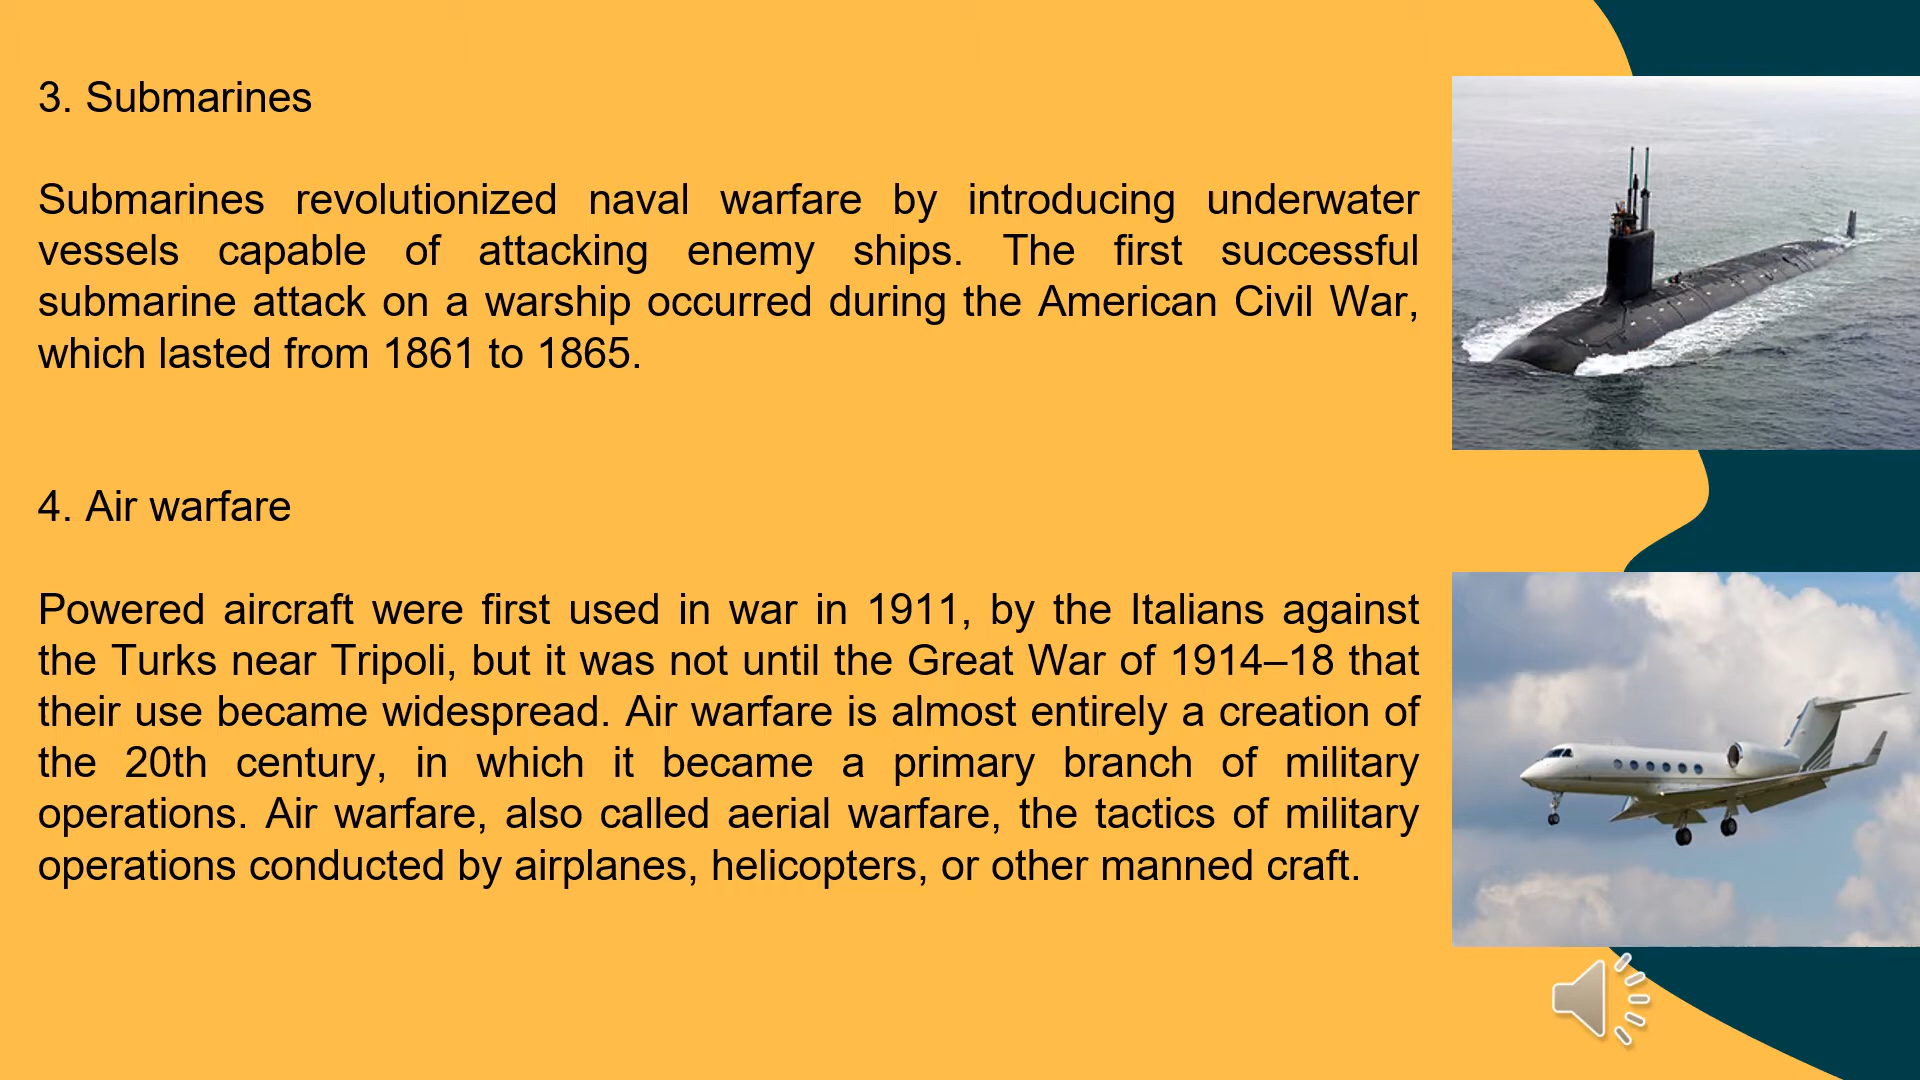 3. Submarines
Submarines revolutionized naval warfare by introducing underwater
vessels capable of attacking enemy ships. The first successful
submarine attack on a warship occurred during the American Civil War,
which lasted from 1861 to 1865.
4. Air warfare
Powered aircraft were first used in war in 1911, by the Italians against
the Turks near Tripoli, but it was not until the Great War of 1914–18 that
their use became widespread. Air warfare is almost entirely a creation of
the 20th century, in which it became a primary branch of military
operations. Air warfare, also called aerial warfare, the tactics of military
operations conducted by airplanes, helicopters, or other manned craft.